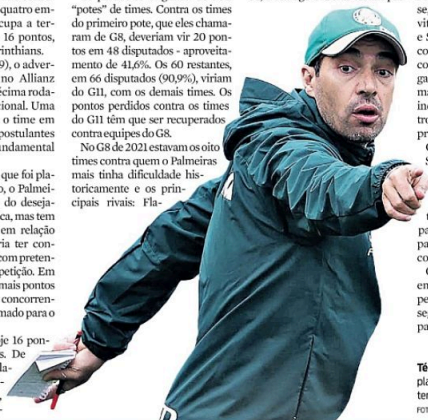 quatro em-
cupa a ter-
16 pontos,
rinthians.
9), o adver-
no Allianz
écima roda-
cional. Uma
o time em
postulantes
undamental
que foi pla-
o, o Palmei-
do deseja-
ca, mas tem
em relação
ria ter con-
com preten-
petição. Em
mais pontos
concorren-
mado para o
je 16 pon-
s. De
la-
“potes” de times. Contra os times
do primeiro pote, que eles chama-
ram de G8, deveriam vir 20 pon-
tos em 48 disputados - aproveita-
mento de 41,6%. Os 60 restantes,
em 66 disputados (90,9%), viriam
do G11, com os demais times. Os
pontos perdidos contra os times
do G11 têm que ser recuperados
contra equipes do G8.
No G8 de 2021 estavam os oito
times contra quem o Palmeiras
mais tinha dificuldade his-
toricamente e os prin-
cipais rivais: Fla-